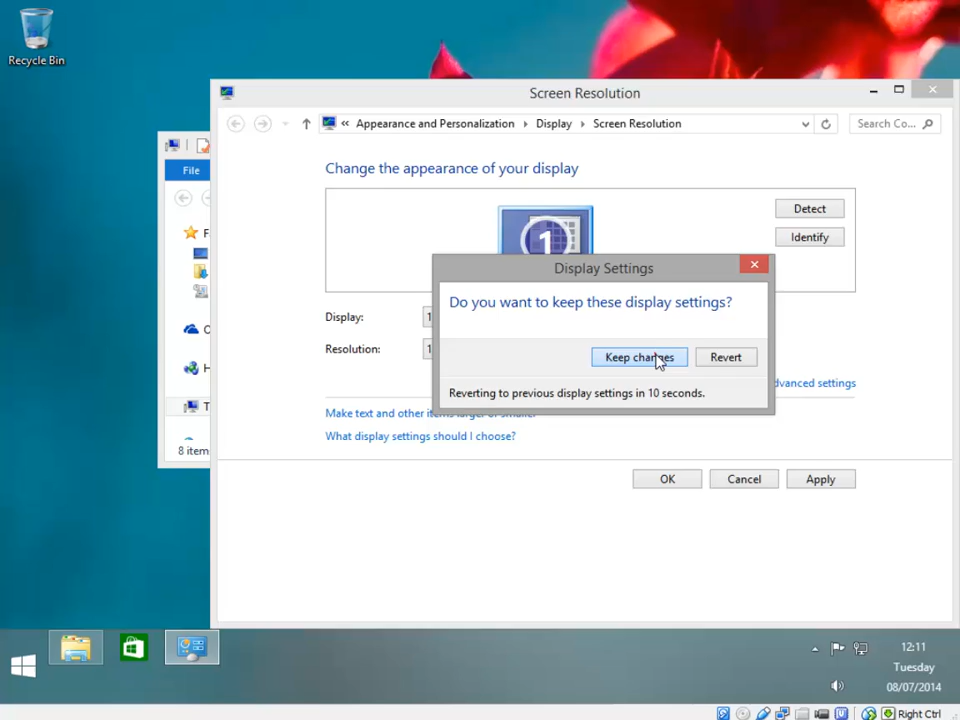 Recycle Bin
Screen Resolution
« Appearance and Personalization Display Screen Resolution
Search Co...
File
Change the appearance of your display
Detect
1
Identify
Display Settings
Do you want to keep these display settings?
Display: 1
Resolution: 1
Keep changes
Revert
Reverting to previous display settings in 10 seconds.
settings
Make text and other items larger or smaller
What display settings should I choose?
8 item
OK
Cancel
Apply
12:11
Tuesday
08/07/2014
Right Ctrl